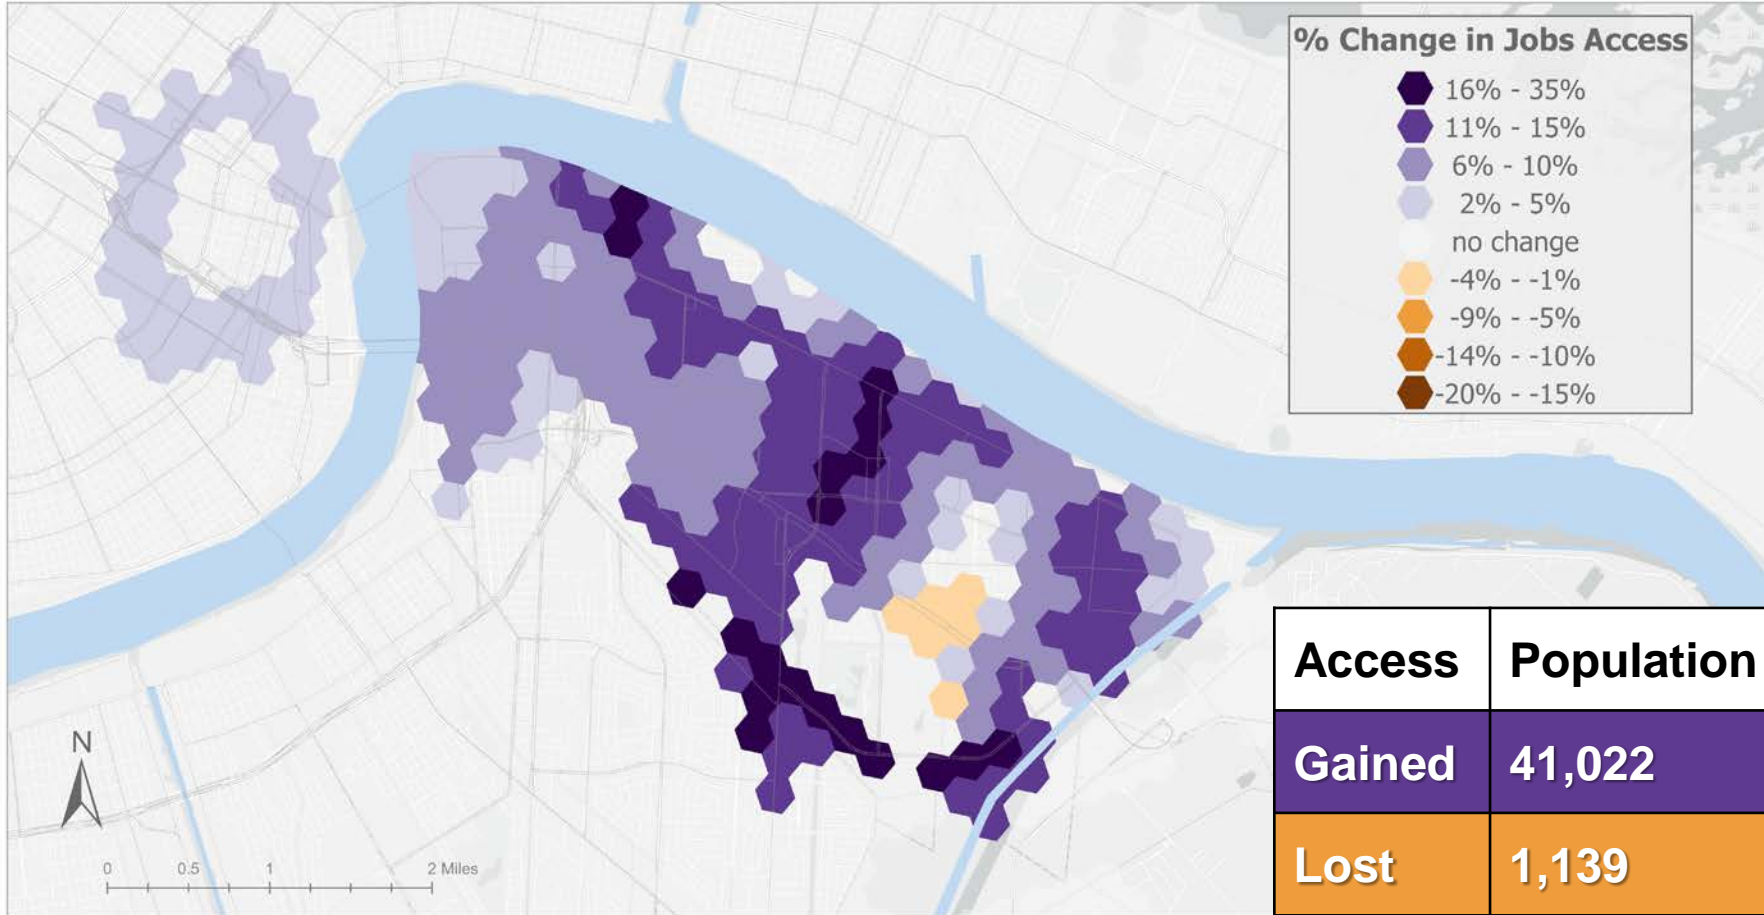 % Change in Jobs Access
16% - 35%
11% - 15%
6% - 10%
2% - 5%
no change
-4% - -1%
-9% - -5%
-14% - -10%
-20% - -15%
Access Population
Gained 41,022
Lost 1,139
N
0 0.5 1 2 Miles